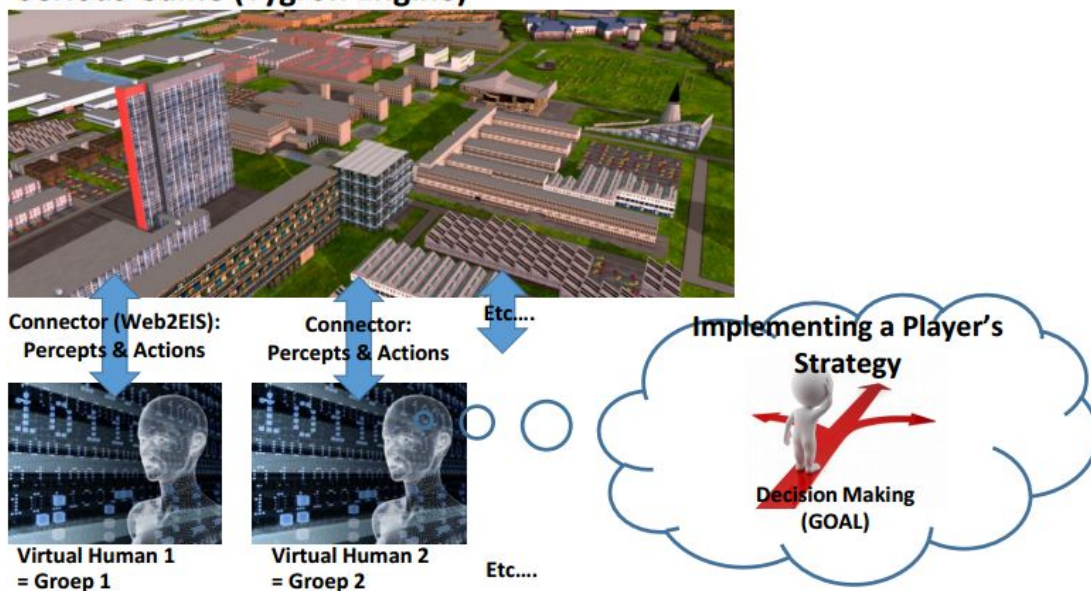 Connector (Web2EIS):
Percepts & Actions
Connector:
Percepts & Actions
Etc....
Implementing a Player's
Strategy
Decision Making
(GOAL)
Virtual Human 1
= Groep 1
Virtual Human 2
= Groep 2
Etc....